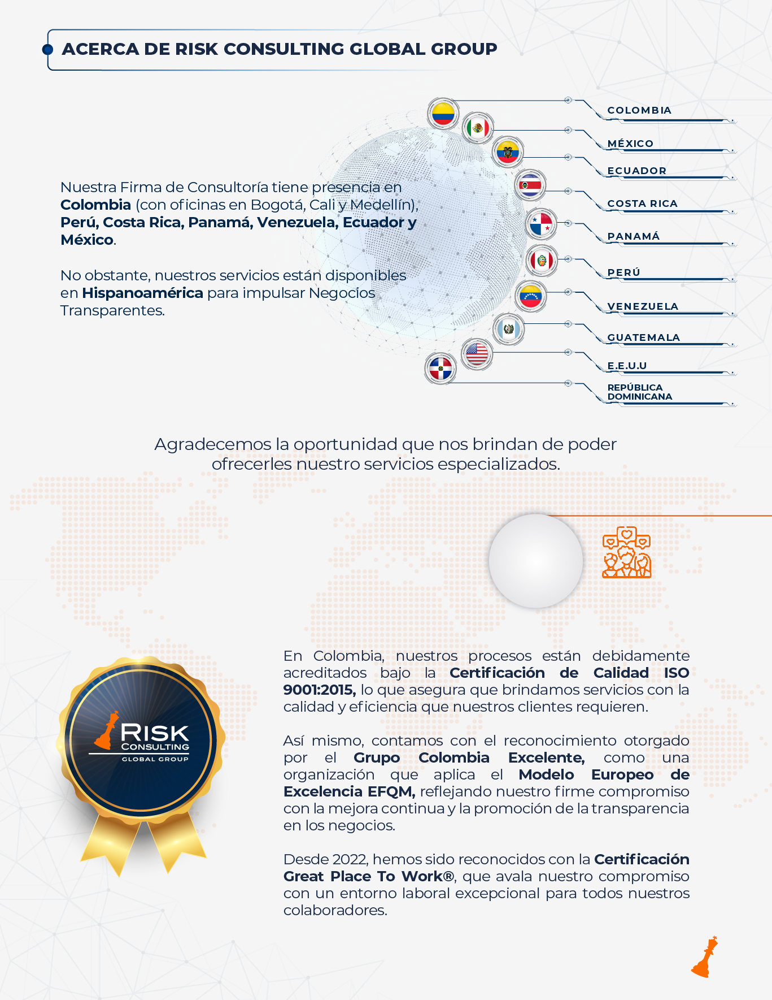 ACERCA DE RISK CONSULTING GLOBAL GROUP
COLOMBIA
MÉXICO
ECUADOR
COSTA RICA
PANAMÁ
PERÚ
VENEZUELA
GUATEMALA
E.E.U.U
REPÚBLICA
DOMINICANA
Nuestra Firma de Consultoría tiene presencia en
Colombia (con oficinas en Bogotá, Cali y Medellín),
Perú, Costa Rica, Panamá, Venezuela, Ecuador y
México.
No obstante, nuestros servicios están disponibles
en Hispanoamérica para impulsar Negocios
Transparentes.
Agradecemos la oportunidad que nos brindan de poder
ofrecerles nuestro servicios especializados.
RISK
CONSULTING
GLOBAL GROUP
En Colombia, nuestros procesos están debidamente
acreditados bajo la Certificación de Calidad ISO
9001:2015, lo que asegura que brindamos servicios con la
calidad y eficiencia que nuestros clientes requieren.
Así mismo, contamos con el reconocimiento otorgado
por el Grupo Colombia Excelente, como una
organización que aplica el Modelo Europeo de
Excelencia EFQM, reflejando nuestro firme compromiso
con la mejora continua y la promoción de la transparencia
en los negocios.
Desde 2022, hemos sido reconocidos con la Certificación
Great Place To Work®, que avala nuestro compromiso
con un entorno laboral excepcional para todos nuestros
colaboradores.